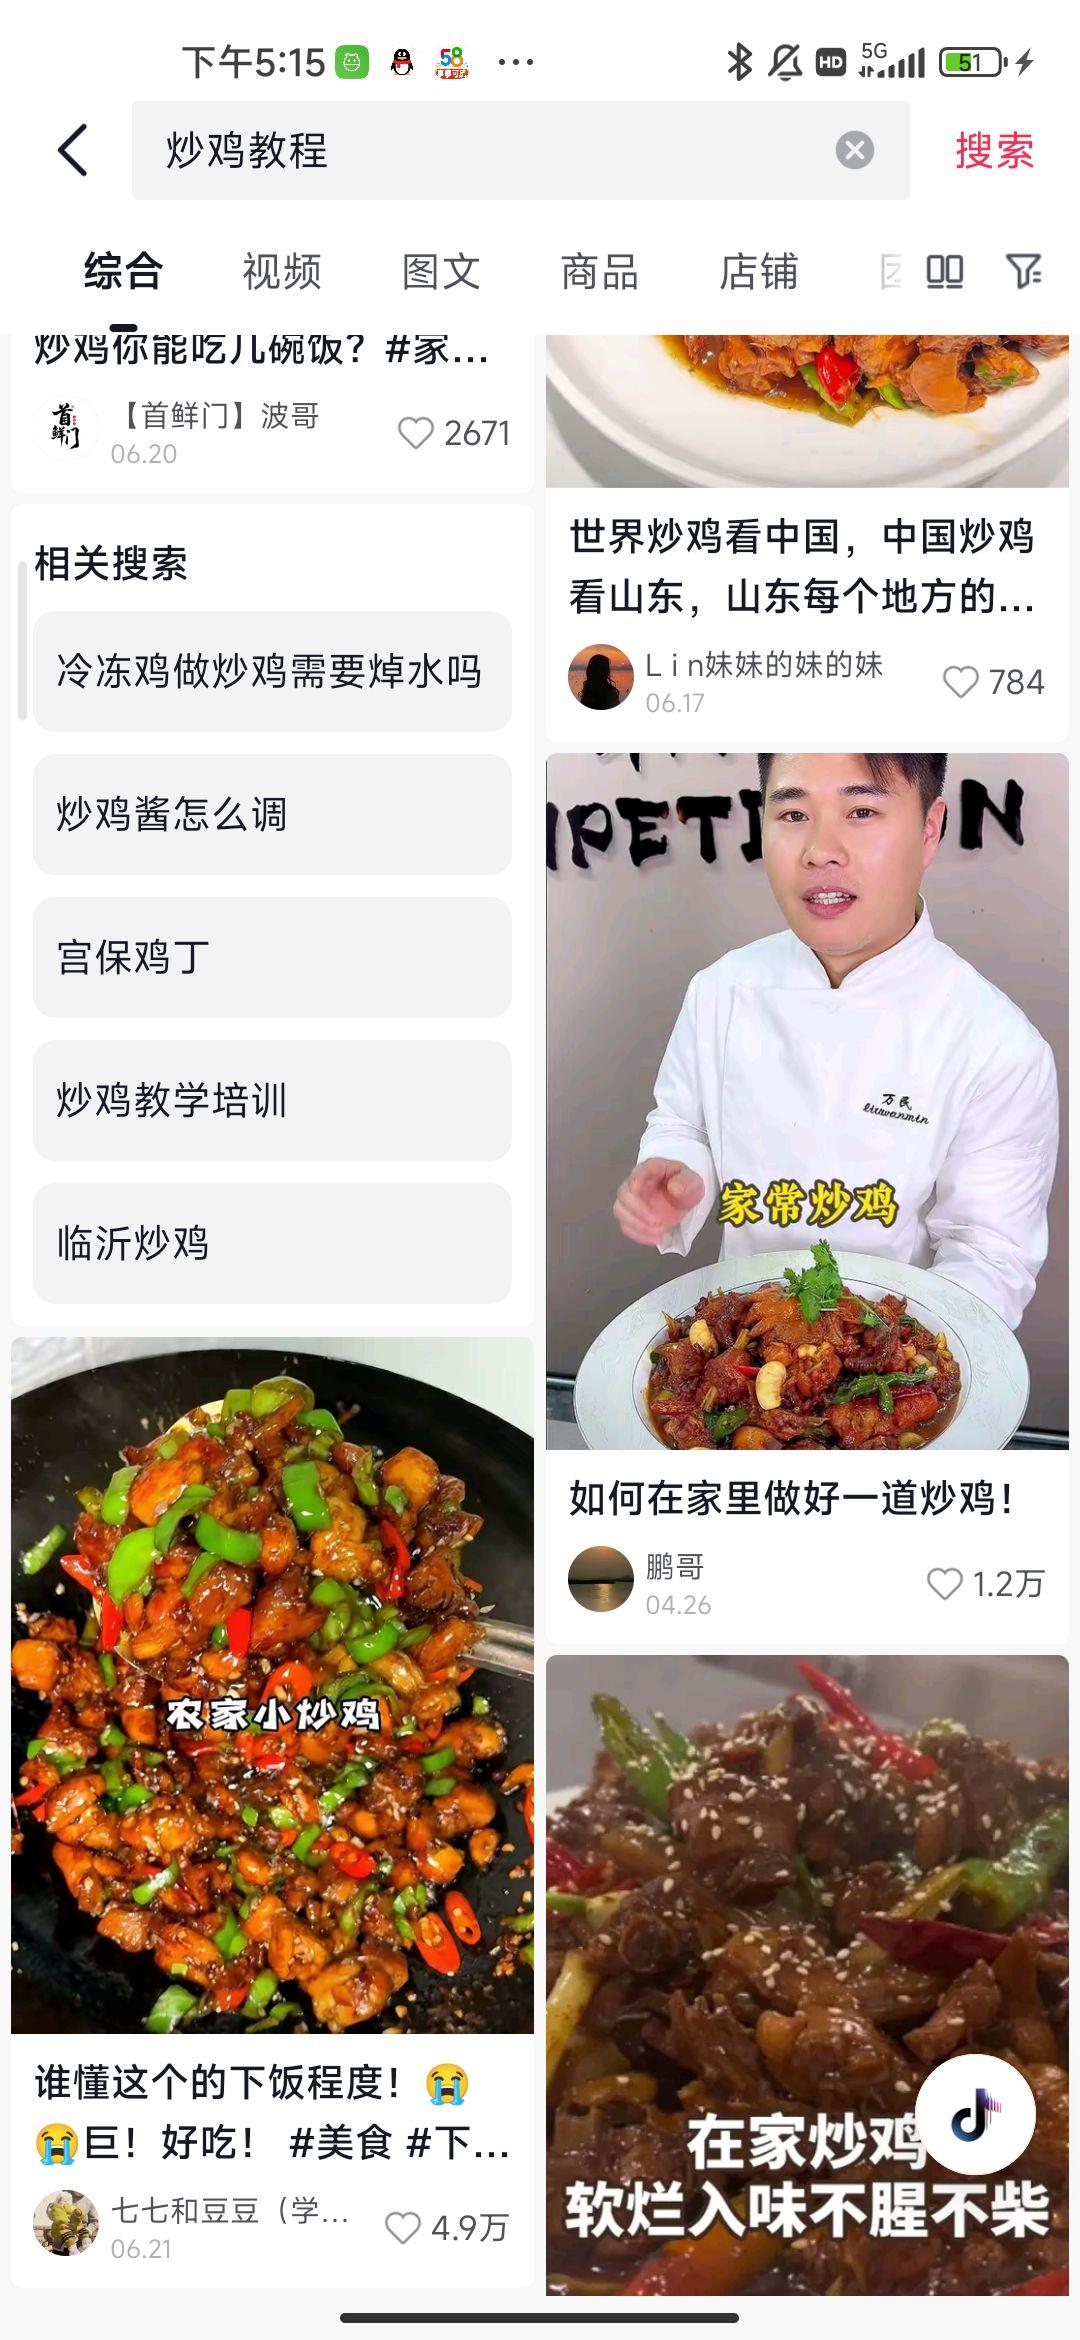 下午5:15
58
HD
5G
51
炒鸡教程
搜索
综合
视频
图文
商品
店铺
炒鸡你能吃几碗饭？#家...
首鲜门
【首鲜门】波哥
06.20
2671
相关搜索
冷冻鸡做炒鸡需要焯水吗
炒鸡酱怎么调
宫保鸡丁
炒鸡教学培训
临沂炒鸡
农家小炒鸡
谁懂这个的下饭程度！😭
😭巨！好吃！ #美食 #下...
七七和豆豆（学...
06.21
4.9万
世界炒鸡看中国，中国炒鸡
看山东，山东每个地方的...
L i n妹妹的妹的妹
06.17
784
PETI
N
万民
liuwanmin
家常炒鸡
如何在家里做好一道炒鸡！
鹏哥
04.26
1.2万
在家炒鸡
软烂入味不腥不柴